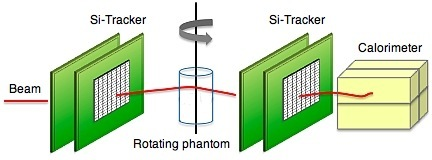 Si-Tracker
Si-Tracker
Calorimeter
Beam
Rotating phantom